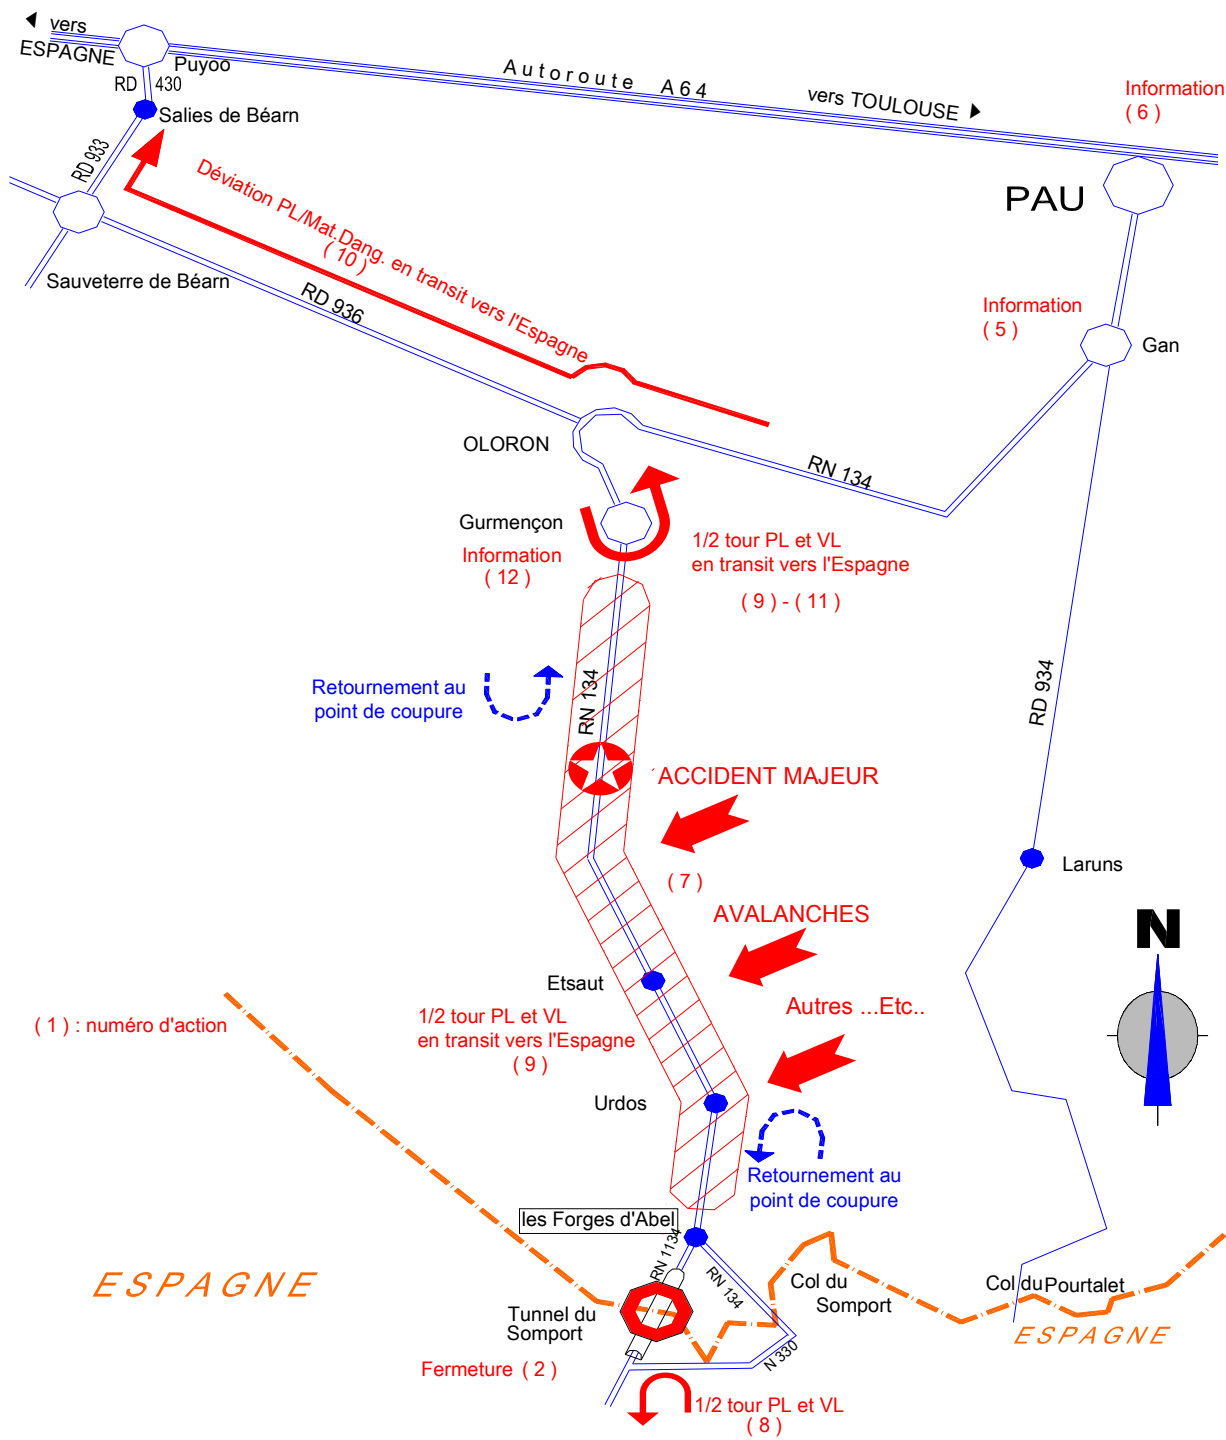 vers
ESPAGNE
Puyoo
RD 430
Salies de Béarn
RD 933
Autoroute A64
vers TOULOUSE
Information
( 6 )
PAU
Déviation PL/Mat.Dang. en transit vers l'Espagne
( 10 )
Sauveterre de Béarn
RD 936
Information
( 5 )
Gan
OLORON
RN 134
Gurmençon
Information
( 12 )
1/2 tour PL et VL
en transit vers l'Espagne
( 9 ) - ( 11 )
RN 134
Retournement au
point de coupure
RD 934
ACCIDENT MAJEUR
( 7 )
Laruns
AVALANCHES
N
Etsaut
Autres ...Etc..
( 1 ) : numéro d'action
1/2 tour PL et VL
en transit vers l'Espagne
( 9 )
Urdos
Retournement au
point de coupure
les Forges d'Abel
RN 1134
RN 134
ESPAGNE
Col du
Somport
Col du Pourtalet
ESPAGNE
Tunnel du
Somport
N 330
Fermeture ( 2 )
1/2 tour PL et VL
( 8 )